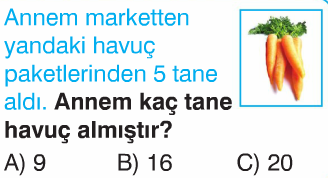 Annem marketten
yandaki havuç
paketlerinden 5 tane
aldı. Annem kaç tane
havuç almıştır?
A) 9 B) 16 C) 20